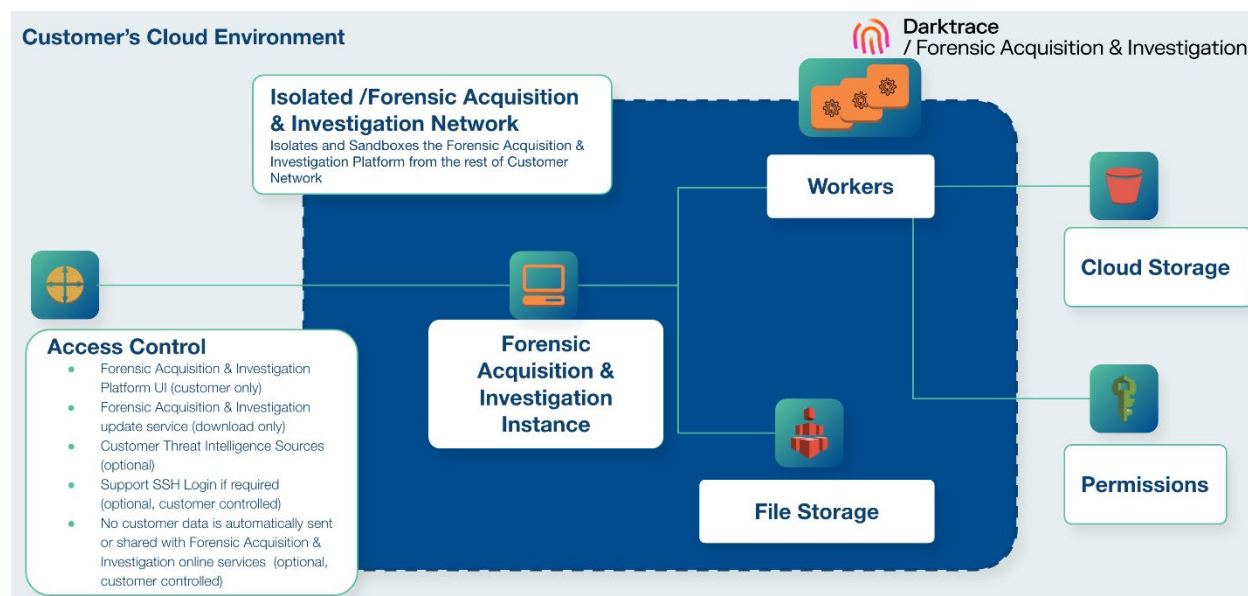 Customer's Cloud Environment
Darktrace
/ Forensic Acquisition & Investigation
Isolated /Forensic Acquisition
& Investigation Network
Isolates and Sandboxes the Forensic Acquisition &
Investigation Platform from the rest of Customer
Network
Workers
Cloud Storage
Access Control
Forensic Acquisition & Investigation
Platform UI (customer only)
Forensic Acquisition & Investigation
update service (download only)
Customer Threat Intelligence Sources
(optional)
Support SSH Login if required
(optional, customer controlled)
No customer data is automatically sent
or shared with Forensic Acquisition &
Investigation online services (optional,
customer controlled)
Forensic
Acquisition &
Investigation
Instance
File Storage
Permissions